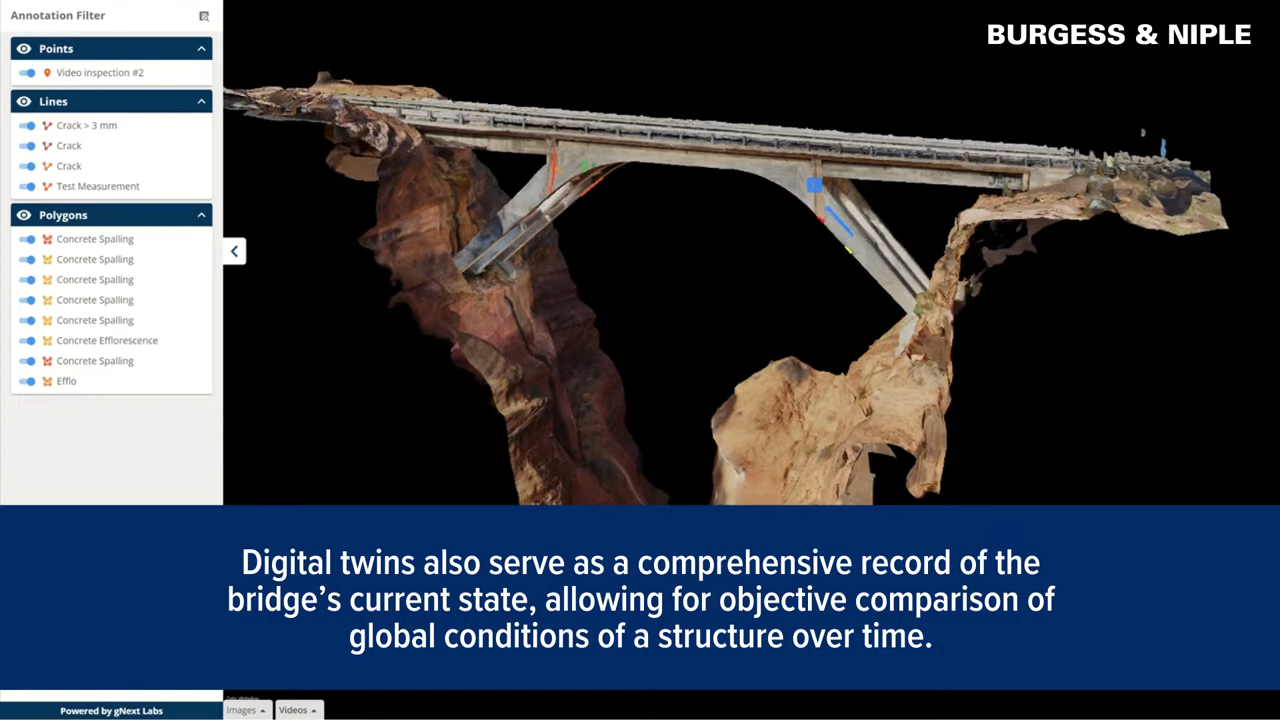 Annotation Filter
BURGESS & NIPLE
Points
Video inspection #2
Lines
Crack > 3 mm
Crack
Crack
Test Measurement
Polygons
Concrete Spalling
Concrete Spalling
Concrete Spalling
Concrete Spalling
Concrete Spalling
Concrete Efflorescence
Concrete Spalling
Efflo
Digital twins also serve as a comprehensive record of the
bridge’s current state, allowing for objective comparison of
global conditions of a structure over time.
Powered by gNext Labs
Images
Videos